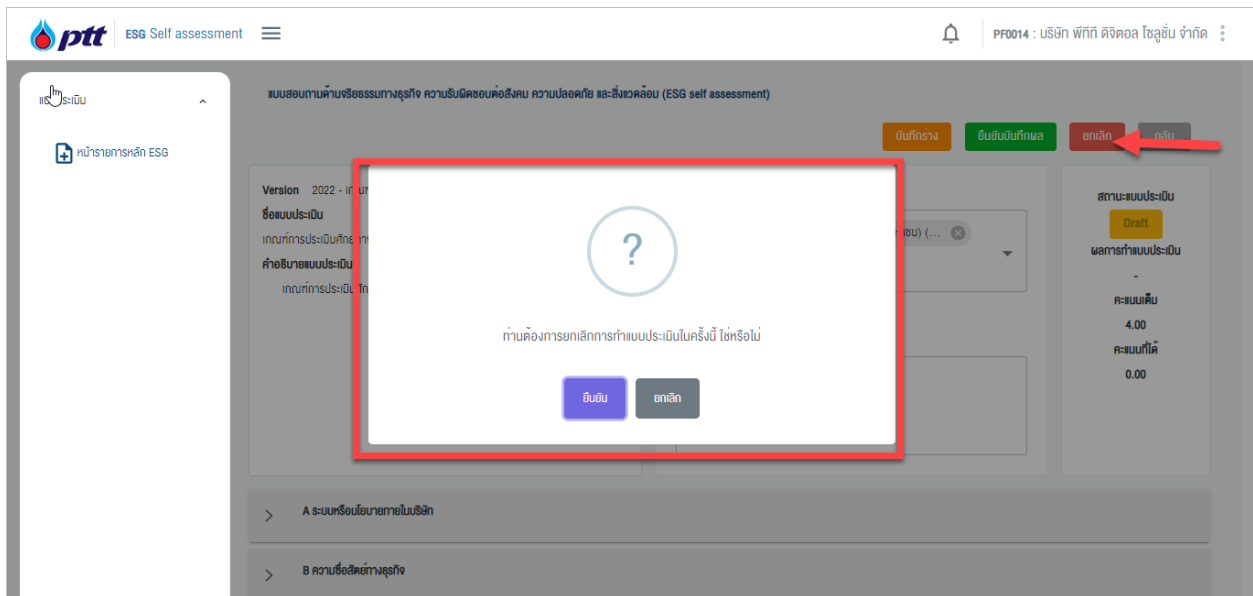 ptt ESG Self assessment
PF0014 : บริษัท พีทีที ดิจิตอล โซลูชั่น จำกัด
หน้ารายการหลัก ESG
แบบสอบถามด้านจริยธรรมทางธุรกิจ ความรับผิดชอบต่อสังคม ความปลอดภัย และสิ่งแวดล้อม (ESG self assessment)
บันทึกร่าง ยืนยันบันทึกผล ยกเลิก กลับ
Version 2022 -
ชื่อแบบประเมิน
คำอธิบายแบบประเมิน
ท่านต้องการยกเลิกการทำแบบประเมินในครั้งนี้ ใช่หรือไม่
ยืนยัน ยกเลิก
สถานะแบบประเมิน
Draft
ผลการทำแบบประเมิน
-
คะแนนเต็ม
4.00
คะแนนที่ได้
0.00
A ระบบหรือนโยบายภายในบริษัท
B ความซื่อสัตย์ทางธุรกิจ